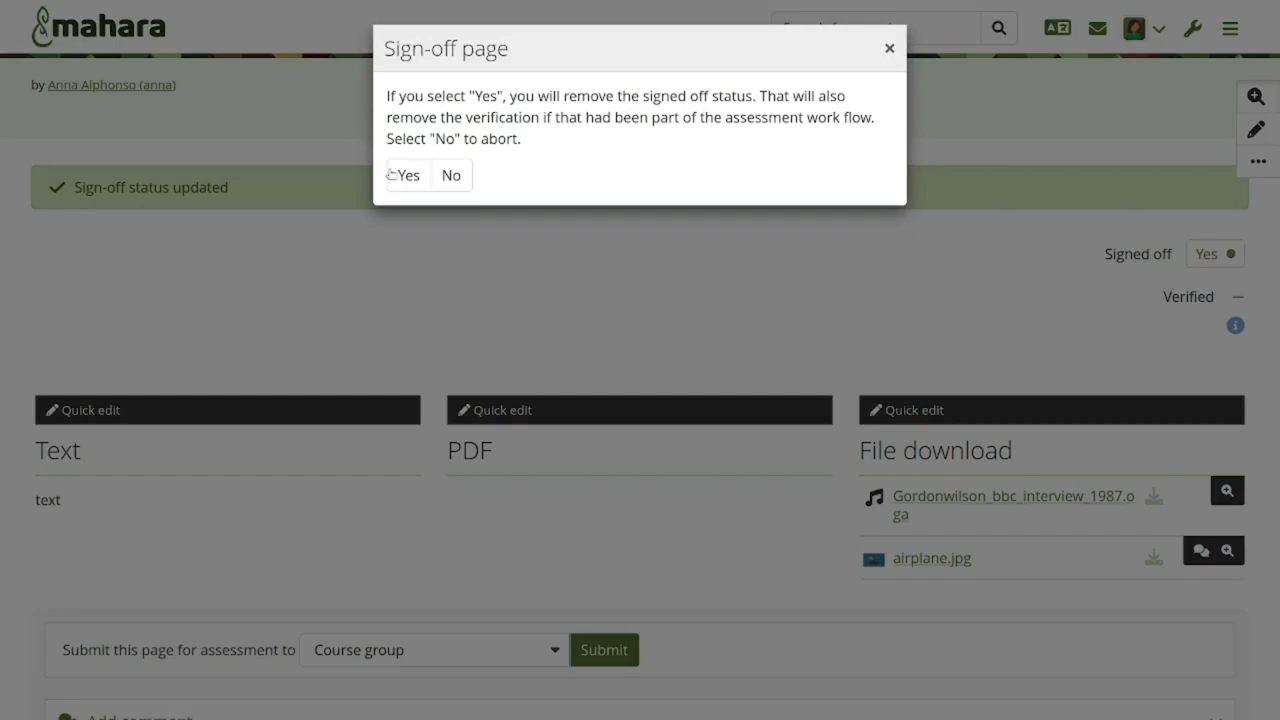 mahara
Sign-off page
×
by Anna Alphonso (anna)
If you select "Yes", you will remove the signed off status. That will also
remove the verification if that had been part of the assessment work flow.
Select "No" to abort.
Yes No
Sign-off status updated
Signed off Yes
Verified
Quick edit
Quick edit
Quick edit
Text
PDF
File download
text
Gordonwilson_bbc_interview_1987.o
ga
airplane.jpg
Submit this page for assessment to Course group Submit
Add comment